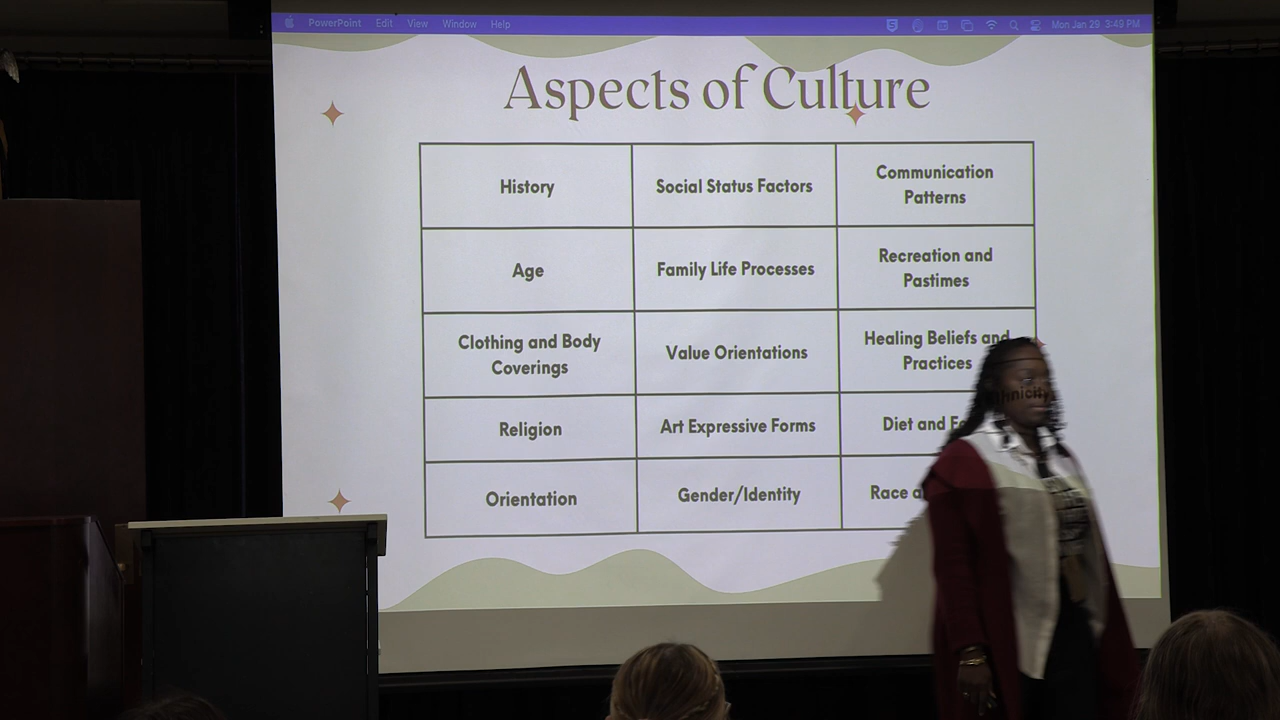 PowerPoint Edit View Window Help Mon Jan 29 3:49 PM
Aspects of Culture
History
Social Status Factors
Communication
Patterns
Age
Family Life Processes
Recreation and
Pastimes
Clothing and Body
Coverings
Value Orientations
Healing Beliefs and
Practices
Religion
Art Expressive Forms
Diet and
Orientation
Gender/Identity
Race